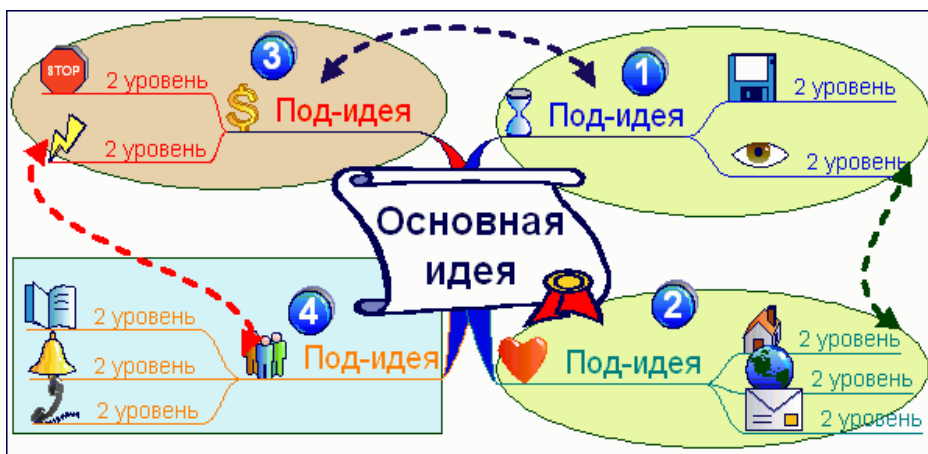 Основная
идея
1
Под-идея
2 уровень
2 уровень
2
Под-идея
2 уровень
2 уровень
2 уровень
3
Под-идея
STOP
2 уровень
2 уровень
4
Под-идея
2 уровень
2 уровень
2 уровень